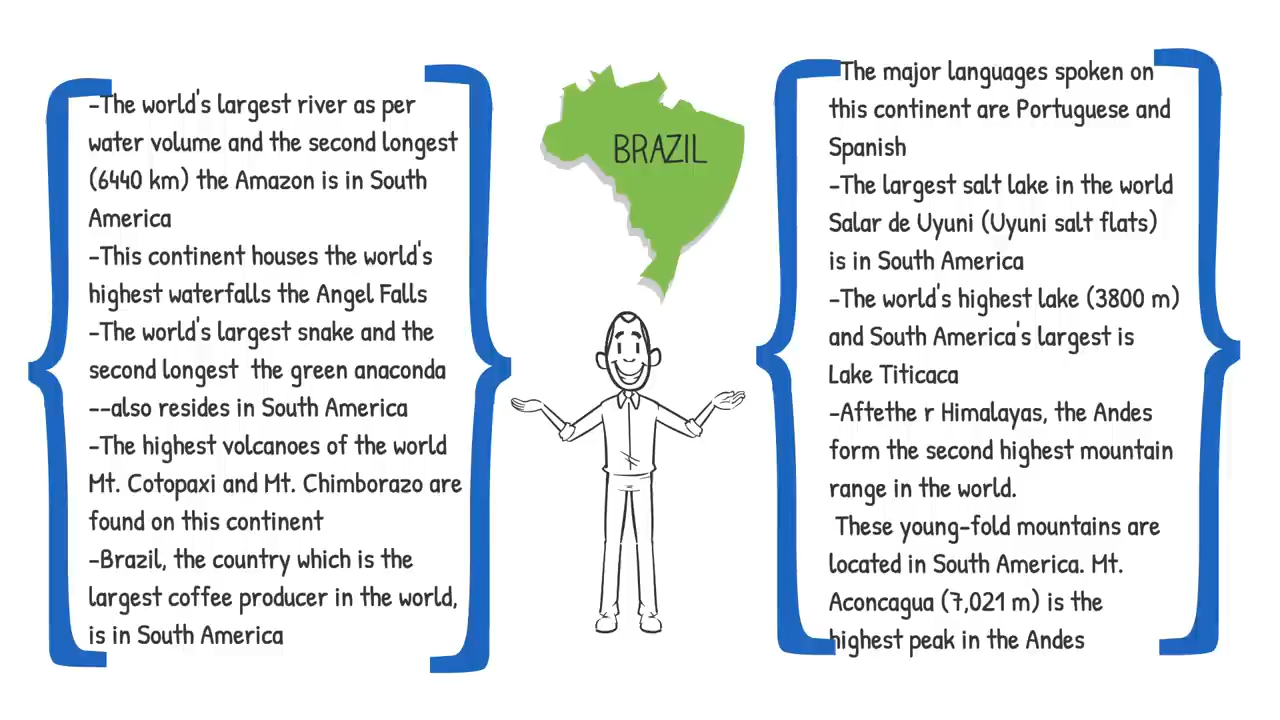 -The world's largest river as per
water volume and the second longest
(6440 km) the Amazon is in South
America
-This continent houses the world's
highest waterfalls the Angel Falls
-The world's largest snake and the
second longest the green anaconda
--also resides in South America
-The highest volcanoes of the world
Mt. Cotopaxi and Mt. Chimborazo are
found on this continent
-Brazil, the country which is the
largest coffee producer in the world,
is in South America
BRAZIL
The major languages spoken on
this continent are Portuguese and
Spanish
-The largest salt lake in the world
Salar de Uyuni (Uyuni salt flats)
is in South America
-The world's highest lake (3800 m)
and South America's largest is
Lake Titicaca
-Aftethe r Himalayas, the Andes
form the second highest mountain
range in the world.
These young-fold mountains are
located in South America. Mt.
Aconcagua (7,021 m) is the
highest peak in the Andes